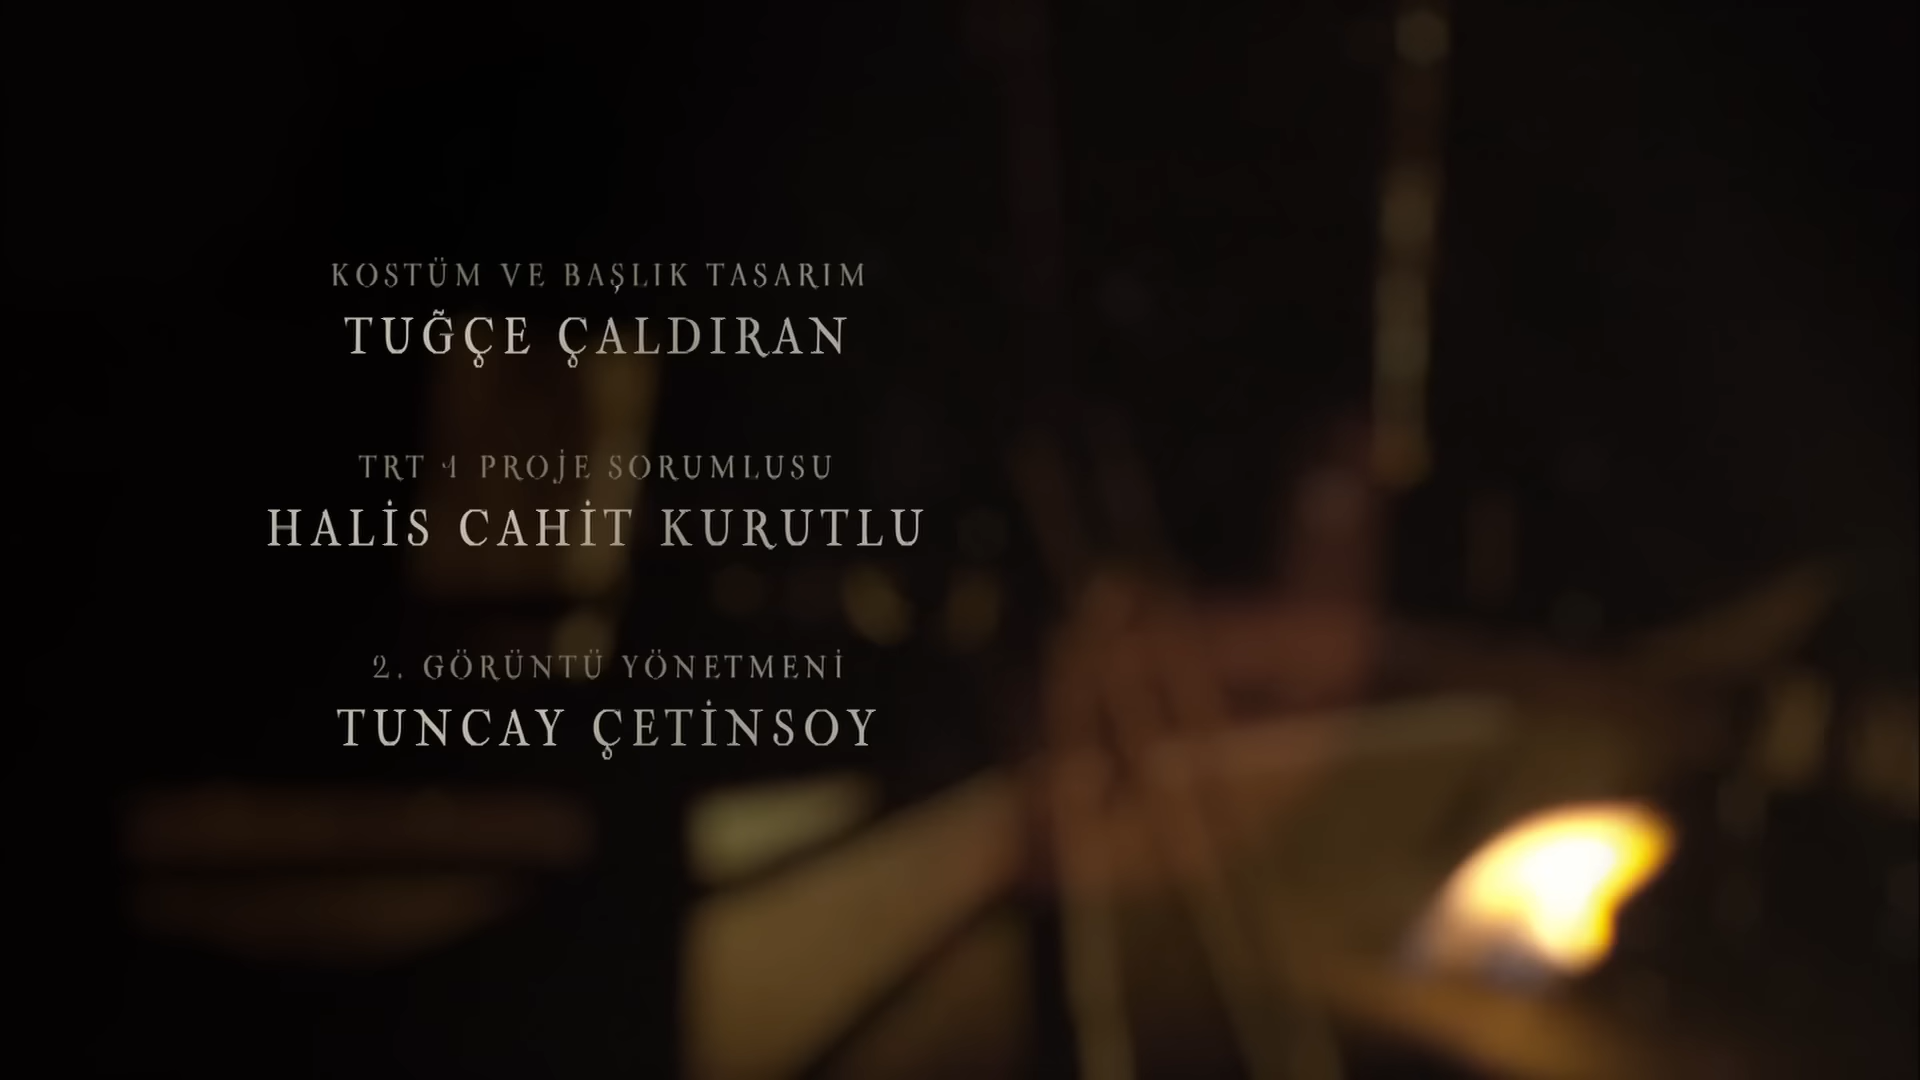 KOSTÜM VE BAŞLIK TASARIM
TUĞÇE ÇALDIRAN
TRT 1 PROJE SORUMLUSU
HALİS CAHİT KURUTLU
2. GÖRÜNTÜ YÖNETMENİ
TUNCAY ÇETİNSOY